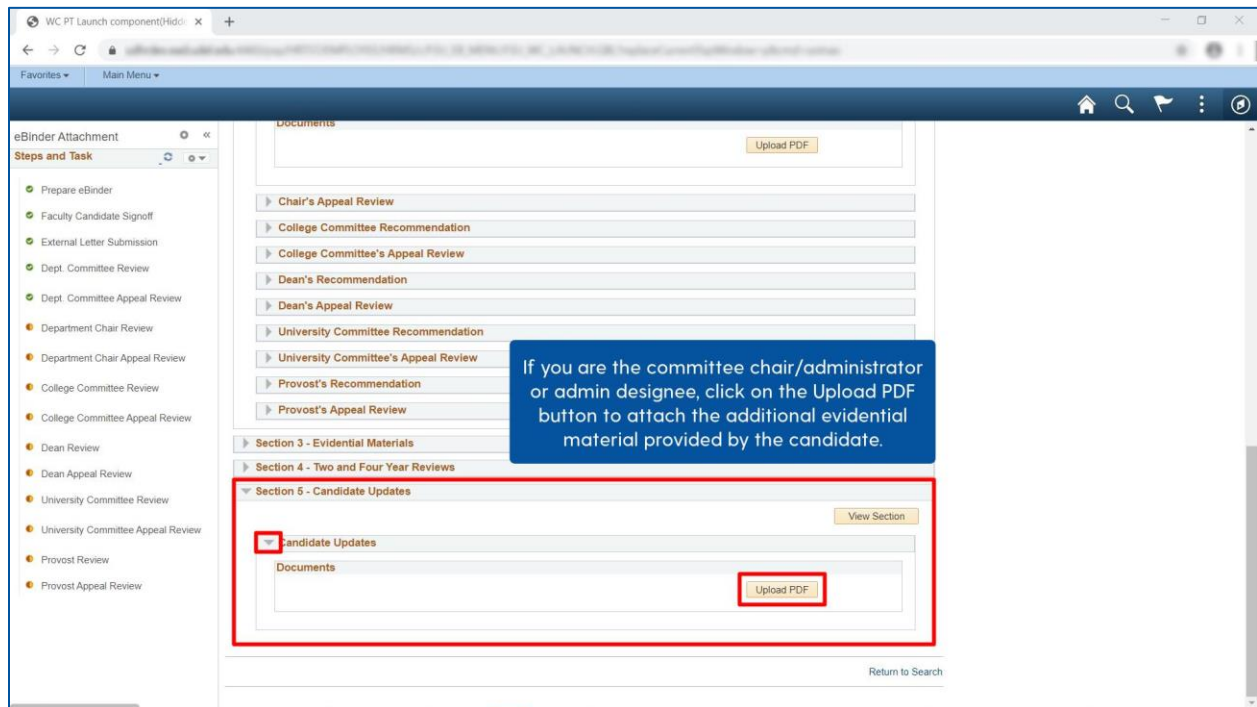 WC PT Launch component(Hidde
Favorites
Main Menu
eBinder Attachment
Steps and Task
Prepare eBinder
Faculty Candidate Signoff
External Letter Submission
Dept. Committee Review
Dept. Committee Appeal Review
Department Chair Review
Department Chair Appeal Review
College Committee Review
College Committee Appeal Review
Dean Review
Dean Appeal Review
University Committee Review
University Committee Appeal Review
Provost Review
Provost Appeal Review
Documents
Upload PDF
Chair's Appeal Review
College Committee Recommendation
College Committee's Appeal Review
Dean's Recommendation
Dean's Appeal Review
University Committee Recommendation
University Committee's Appeal Review
Provost's Recommendation
Provost's Appeal Review
If you are the committee chair/administrator
or admin designee, click on the Upload PDF
button to attach the additional evidential
material provided by the candidate.
Section 3 - Evidential Materials
Section 4 - Two and Four Year Reviews
Section 5 - Candidate Updates
View Section
Candidate Updates
Documents
Upload PDF
Return to Search